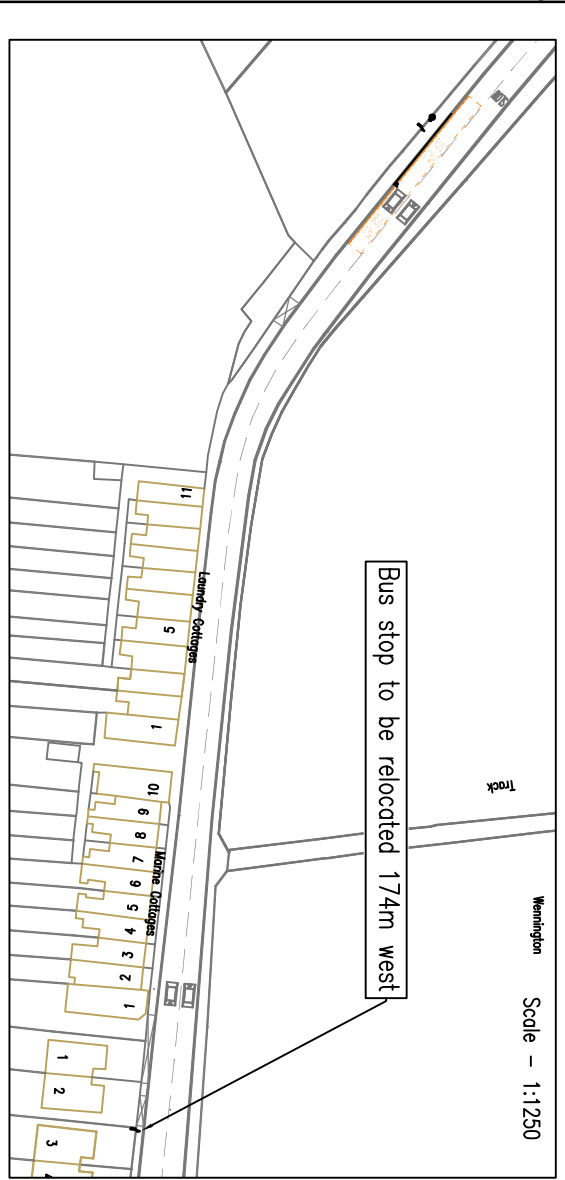 Wennington
Scale - 1:1250
Track
Bus stop to be relocated 174m west
SLOW
11
Laundry Cottages
5
1
10
9
8
7
6
5
4
3
2
1
Marine Cottages
1
2
3